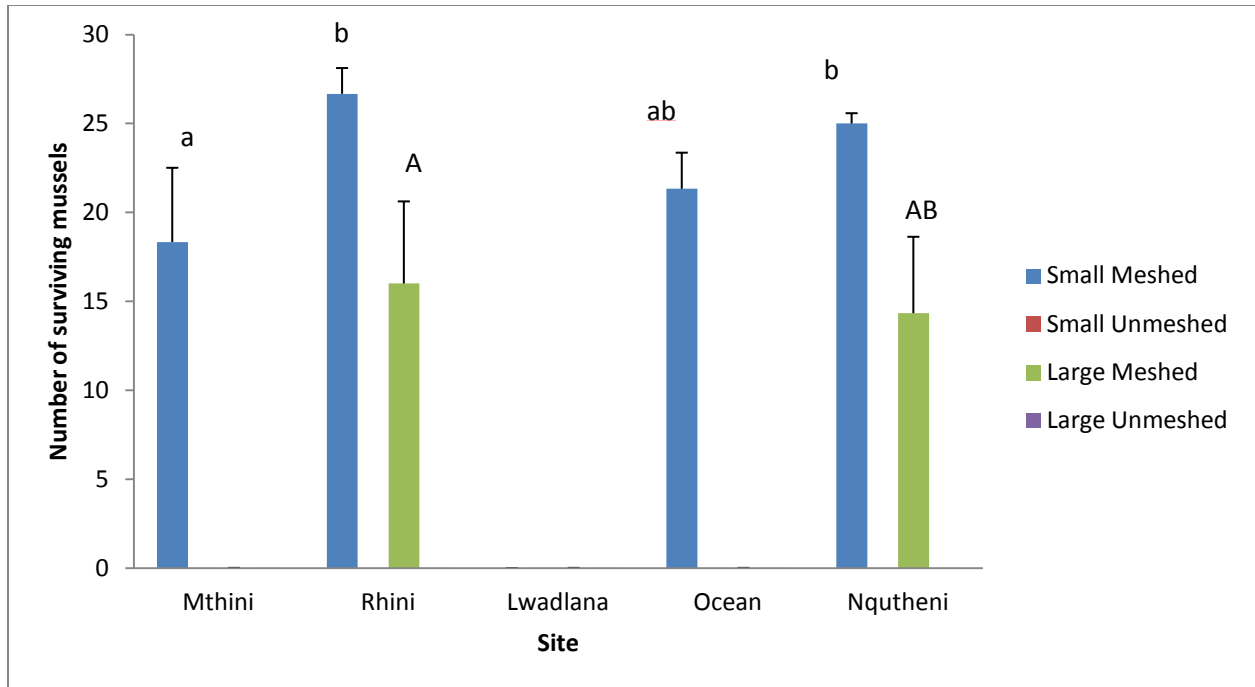 Number of surviving mussels
30
25
20
15
10
5
0
a
b
A
ab
b
AB
Mthini
Rhini
Lwadlana
Ocean
Nqutheni
Site
Small Meshed
Small Unmeshed
Large Meshed
Large Unmeshed